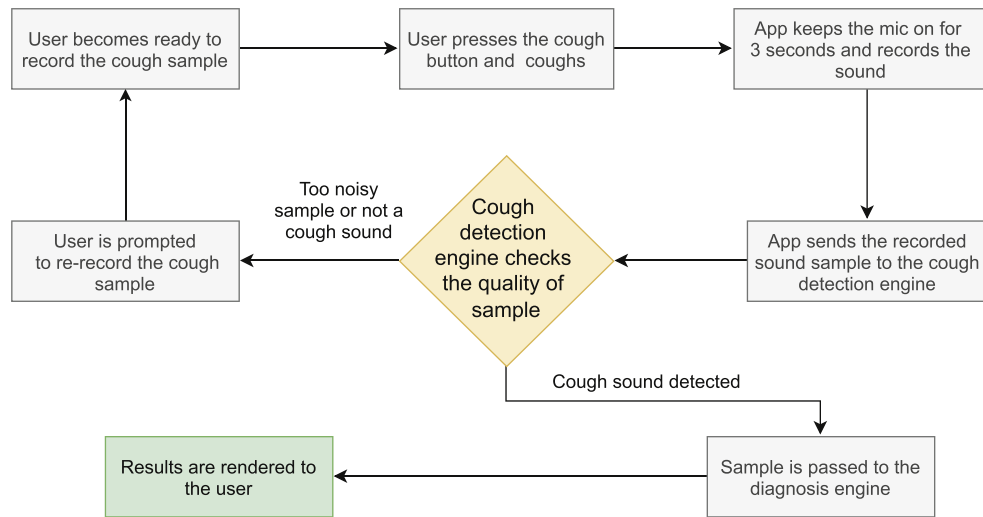 User becomes ready to
record the cough sample
User presses the cough
button and coughs
App keeps the mic on for
3 seconds and records the
sound
Too noisy
sample or not a
cough sound
Cough
detection
engine checks
the quality of
sample
User is prompted
to re-record the cough
sample
App sends the recorded
sound sample to the cough
detection engine
Cough sound detected
Results are rendered to
the user
Sample is passed to the
diagnosis engine